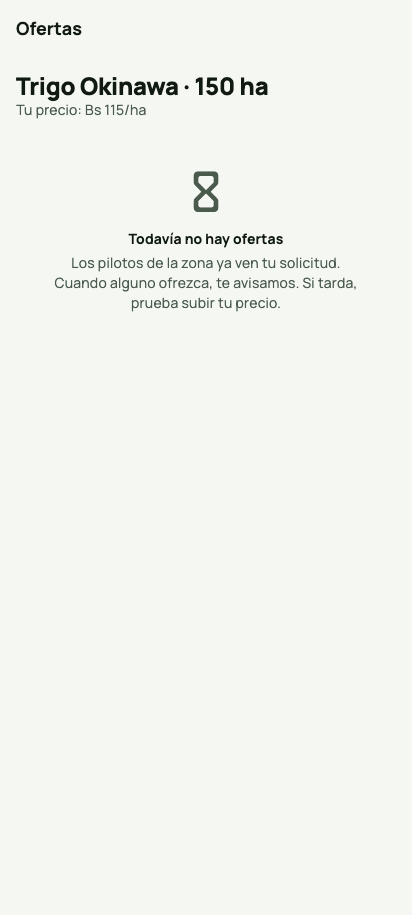 Ofertas
Trigo Okinawa · 150 ha
Tu precio: Bs 115/ha
Todavía no hay ofertas
Los pilotos de la zona ya ven tu solicitud.
Cuando alguno ofrezca, te avisamos. Si tarda,
prueba subir tu precio.